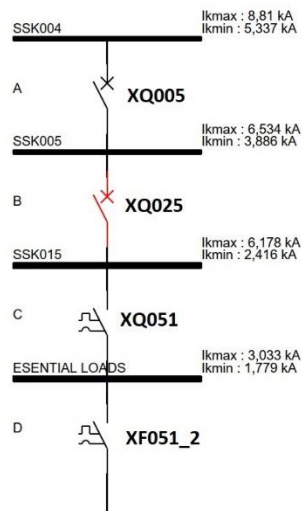 Ikmax : 8,81 kA
SSK004 Ikmin : 5,337 kA
A XQ005
Ikmax : 6,534 kA
SSK005 Ikmin : 3,886 kA
B XQ025
Ikmax : 6,178 kA
SSK015 Ikmin : 2,416 kA
C XQ051
Ikmax : 3,033 kA
ESENTIAL LOADS Ikmin : 1,779 kA
D XF051_2